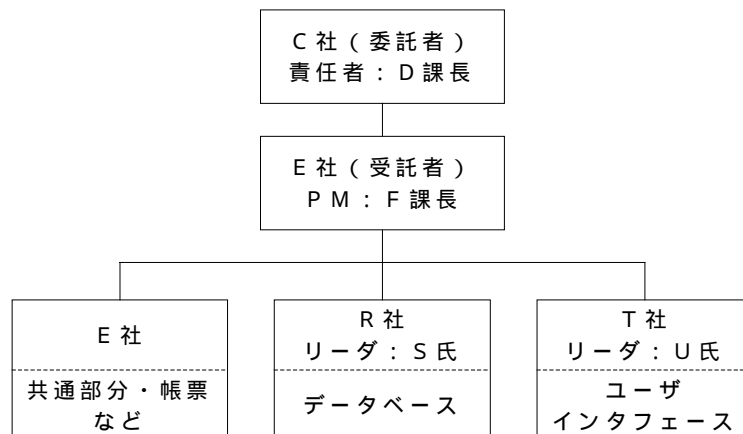 C社（委託者）
責任者：D課長
E社（受託者）
PM：F課長
E社
共通部分・帳票
など
R社
リーダ：S氏
データベース
T社
リーダ：U氏
ユーザ
インタフェース